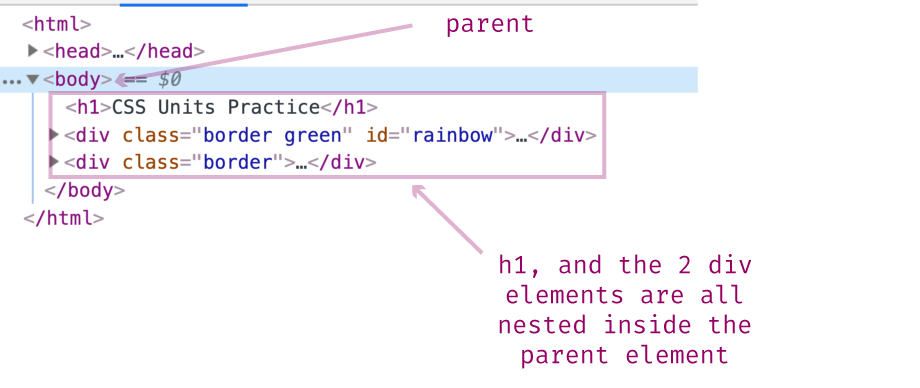 <html>
parent
▶<head>…</head>
…▼<body> == $0
<h1>CSS Units Practice</h1>
▶<div class="border green" id="rainbow">…</div>
▶<div class="border">…</div>
</body>
</html>
h1, and the 2 div
elements are all
nested inside the
parent element